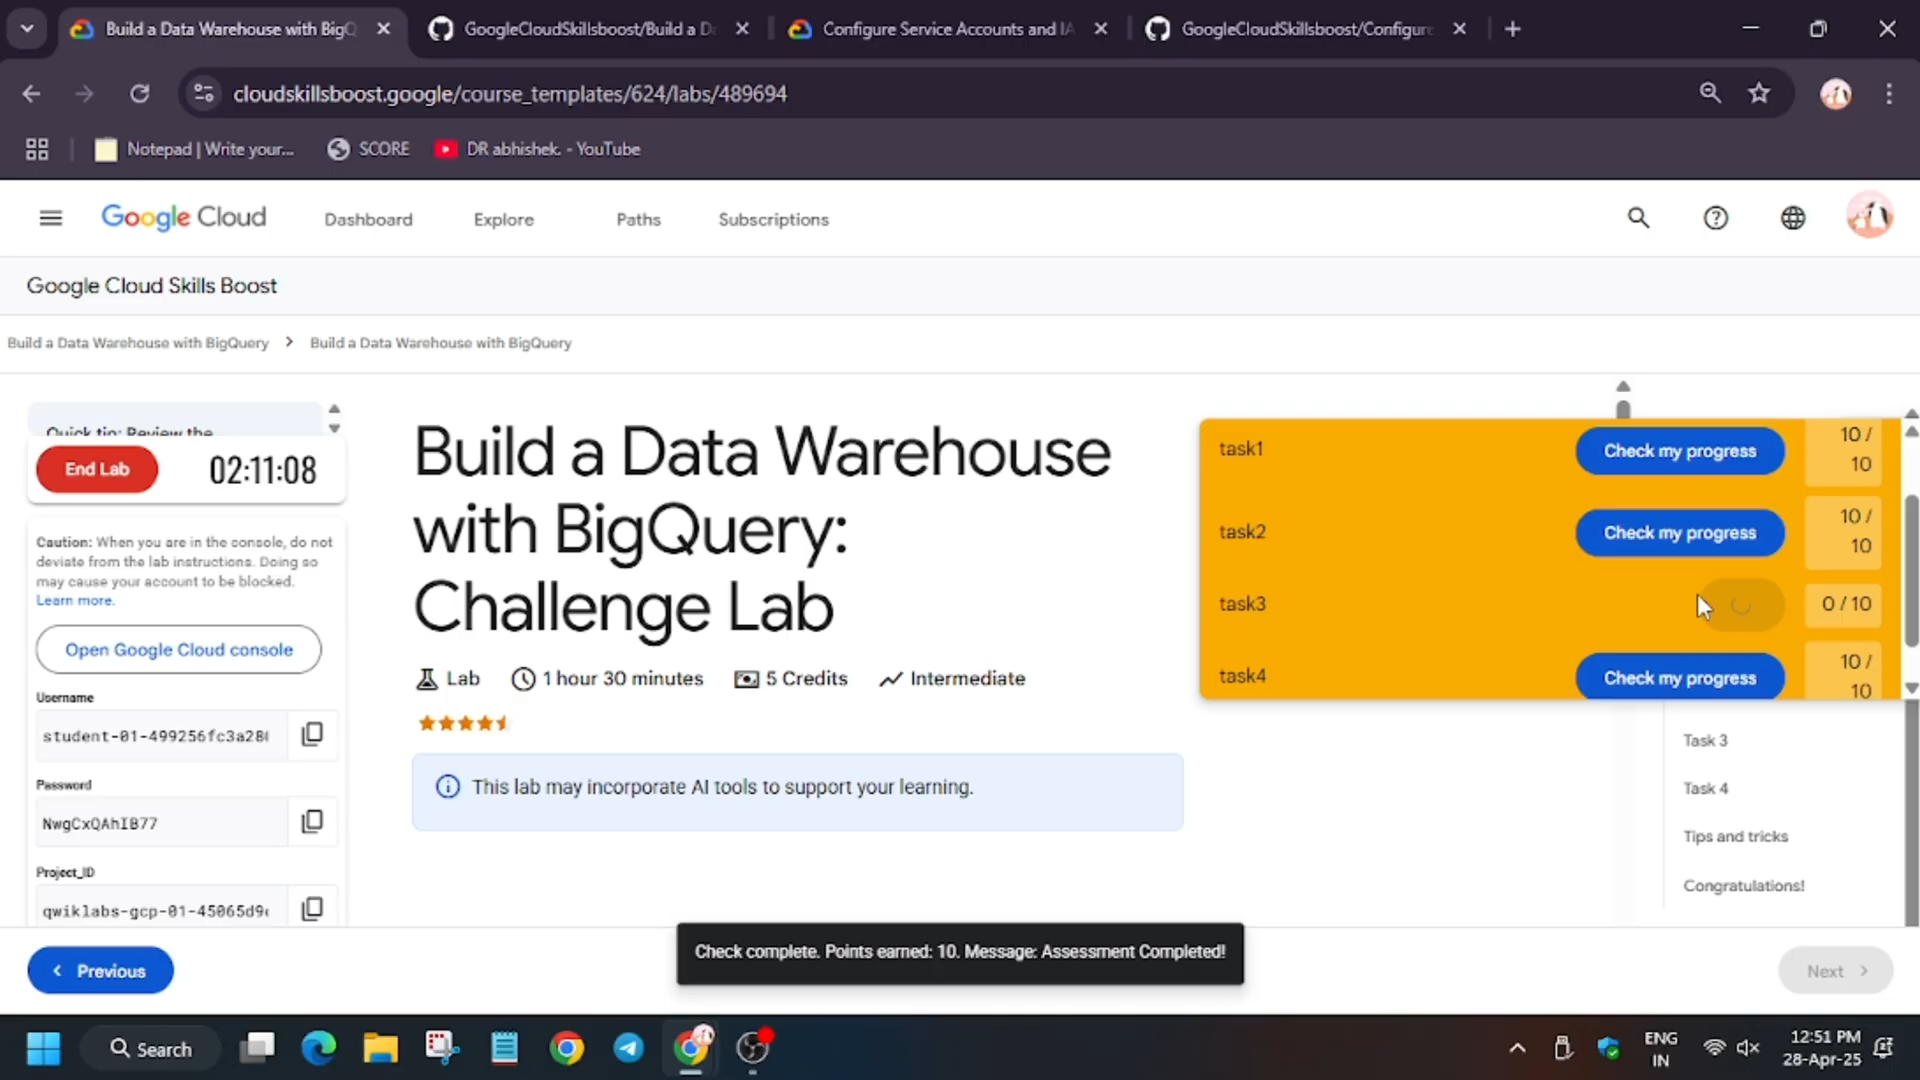 Build a Data Warehouse with BigQ
GoogleCloudSkillsboost/Build a D
Configure Service Accounts and IA
GoogleCloudSkillsboost/Configure
cloudskillsboost.google/course_templates/624/labs/489694
Notepad | Write your...
SCORE
DR abhishek. - YouTube
Google Cloud
Dashboard
Explore
Paths
Subscriptions
Google Cloud Skills Boost
Build a Data Warehouse with BigQuery > Build a Data Warehouse with BigQuery
Quick tip: Review the
End Lab
02:11:08
Caution: When you are in the console, do not
deviate from the lab instructions. Doing so
may cause your account to be blocked.
Learn more.
Open Google Cloud console
Username
student-01-499256fc3a28
Password
NwgCxQAhIB77
Project_ID
qwiklabs-gcp-01-45065d9
Build a Data Warehouse
with BigQuery:
Challenge Lab
Lab
1 hour 30 minutes
5 Credits
Intermediate
This lab may incorporate AI tools to support your learning.
task1
Check my progress
10 /
10
task2
Check my progress
10 /
10
task3
0 / 10
task4
Check my progress
10 /
10
Task 3
Task 4
Tips and tricks
Congratulations!
Check complete. Points earned: 10. Message: Assessment Completed!
Previous
Next
Search
ENG
IN
12:51 PM
28-Apr-25